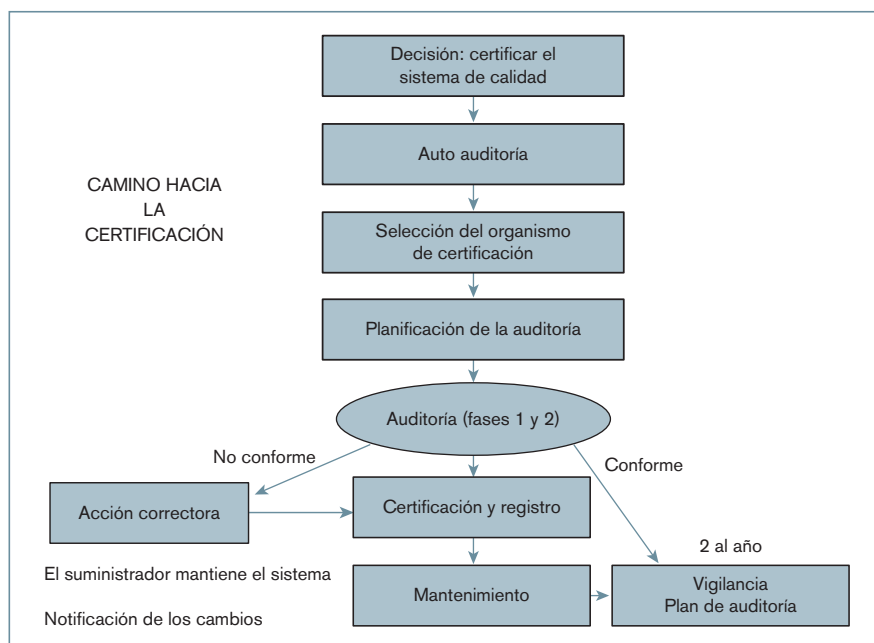 Decisión: certificar el
sistema de calidad
Auto auditoría
CAMINO HACIA
LA
CERTIFICACIÓN
Selección del organismo
de certificación
Planificación de la auditoría
Auditoría (fases 1 y 2)
No conforme
Conforme
Acción correctora
Certificación y registro
2 al año
El suministrador mantiene el sistema
Mantenimiento
Vigilancia
Plan de auditoría
Notificación de los cambios